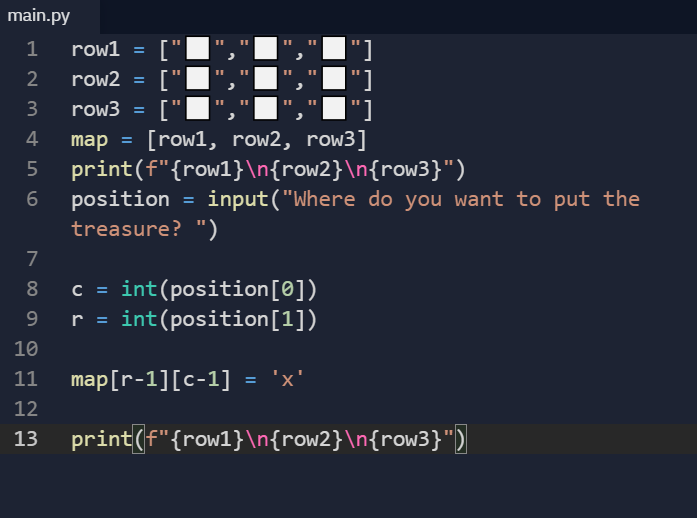 main.py
1 row1 = ["⬜","⬜","⬜"]
2 row2 = ["⬜","⬜","⬜"]
3 row3 = ["⬜","⬜","⬜"]
4 map = [row1, row2, row3]
5 print(f"{row1}\n{row2}\n{row3}")
6 position = input("Where do you want to put the
treasure? ")
7
8 c = int(position[0])
9 r = int(position[1])
10
11 map[r-1][c-1] = 'x'
12
13 print(f"{row1}\n{row2}\n{row3}")